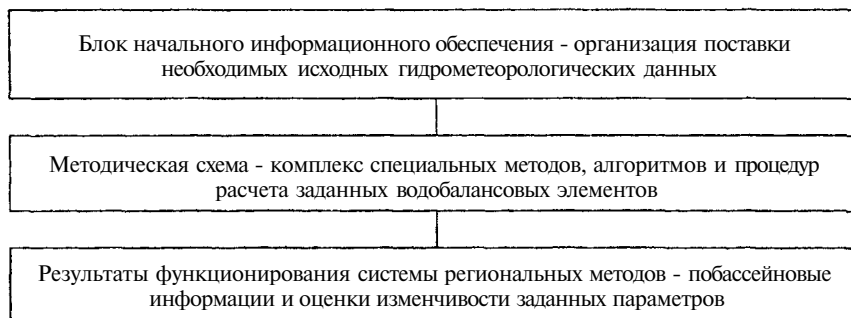 Блок начального информационного обеспечения - организация поставки
необходимых исходных гидрометеорологических данных
Методическая схема - комплекс специальных методов, алгоритмов и процедур
расчета заданных водобалансовых элементов
Результаты функционирования системы региональных методов - побассейновые
информации и оценки изменчивости заданных параметров